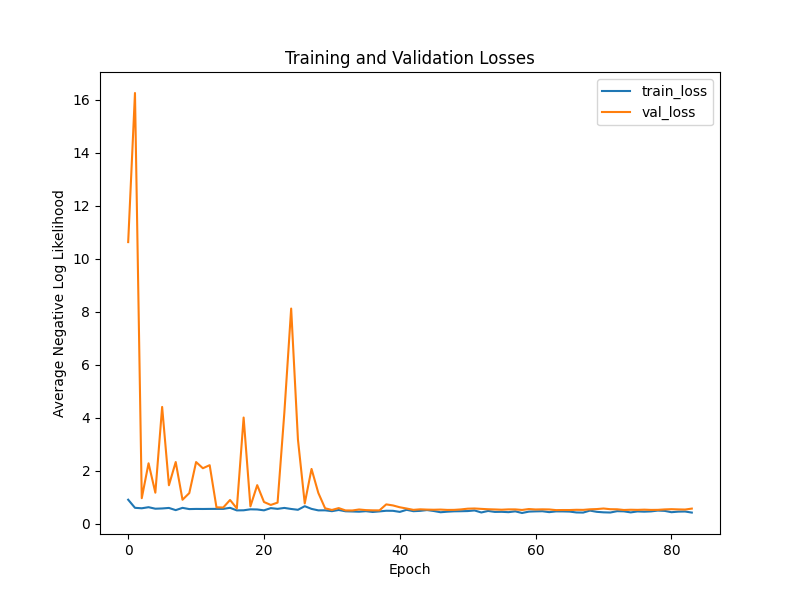 Training and Validation Losses
train_loss
val_loss
16
14
12
10
8
6
4
2
0
Average Negative Log Likelihood
0
20
40
60
80
Epoch